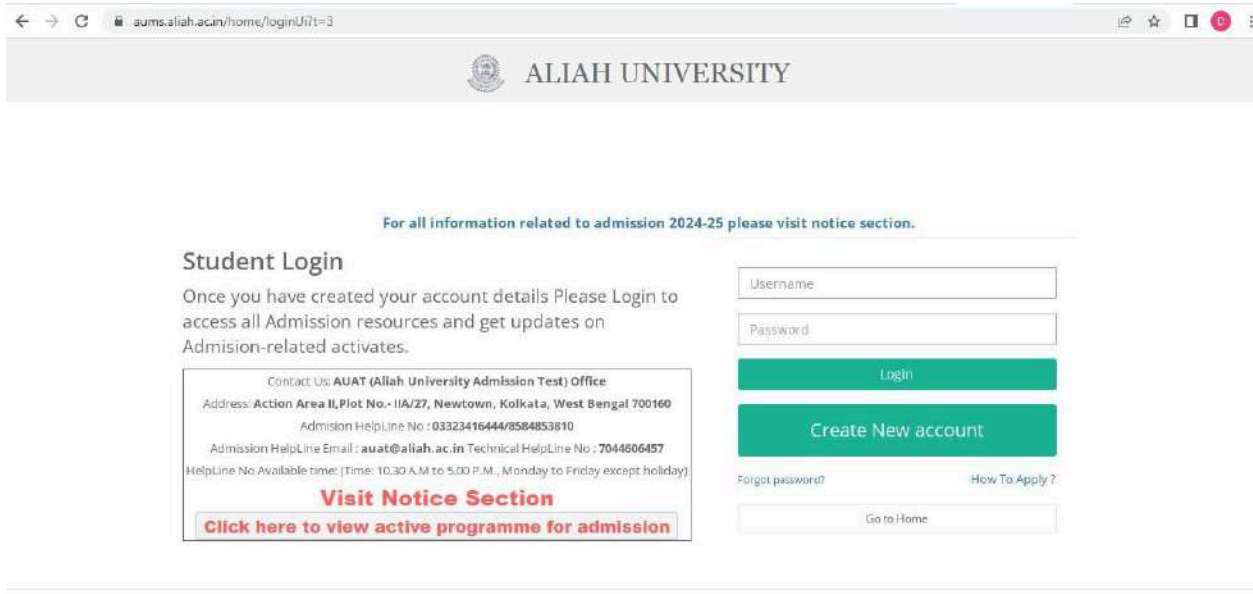 aums.aliah.ac.in/home/loginUi?t=3
D
ALIAH UNIVERSITY
For all information related to admission 2024-25 please visit notice section.
Student Login
Once you have created your account details Please Login to
access all Admission resources and get updates on
Admision-related activates.
Contact Us: AUAT (Aliah University Admission Test) Office
Address: Action Area II,Plot No.- IIA/27, Newtown, Kolkata, West Bengal 700160
Admision HelpLine No : 03323416444/8584853810
Admission HelpLine Email : auat@aliah.ac.in Technical HelpLine No : 7044606457
HelpLine No Available time: (Time: 10.30 A.M to 5.00 P.M., Monday to Friday except holiday)
Visit Notice Section
Click here to view active programme for admission
Username
Password
Login
Create New account
Forgot password?
How To Apply ?
Go to Home